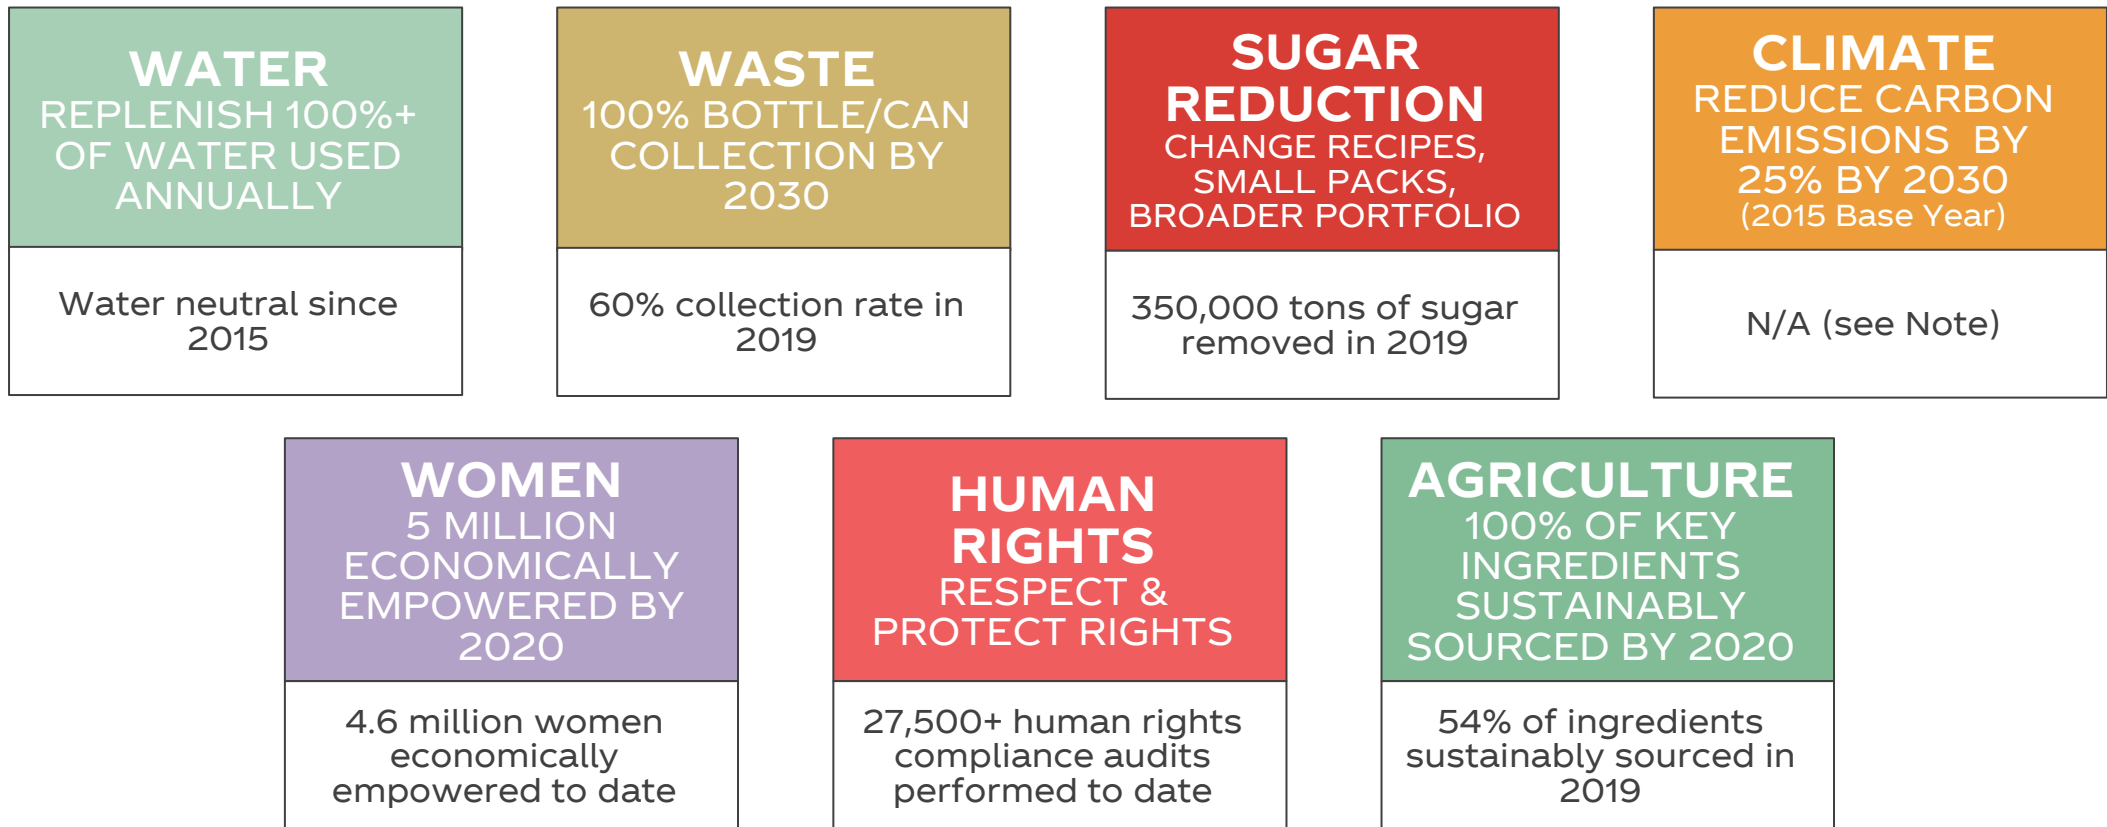 WATER
REPLENISH 100%+
OF WATER USED
ANNUALLY
Water neutral since
2015
WASTE
100% BOTTLE/CAN
COLLECTION BY
2030
60% collection rate in
2019
SUGAR
REDUCTION
CHANGE RECIPES,
SMALL PACKS,
BROADER PORTFOLIO
350,000 tons of sugar
removed in 2019
CLIMATE
REDUCE CARBON
EMISSIONS BY
25% BY 2030
(2015 Base Year)
N/A (see Note)
WOMEN
5 MILLION
ECONOMICALLY
EMPOWERED BY
2020
4.6 million women
economically
empowered to date
HUMAN
RIGHTS
RESPECT &
PROTECT RIGHTS
27,500+ human rights
compliance audits
performed to date
AGRICULTURE
100% OF KEY
INGREDIENTS
SUSTAINABLY
SOURCED BY 2020
54% of ingredients
sustainably sourced in
2019